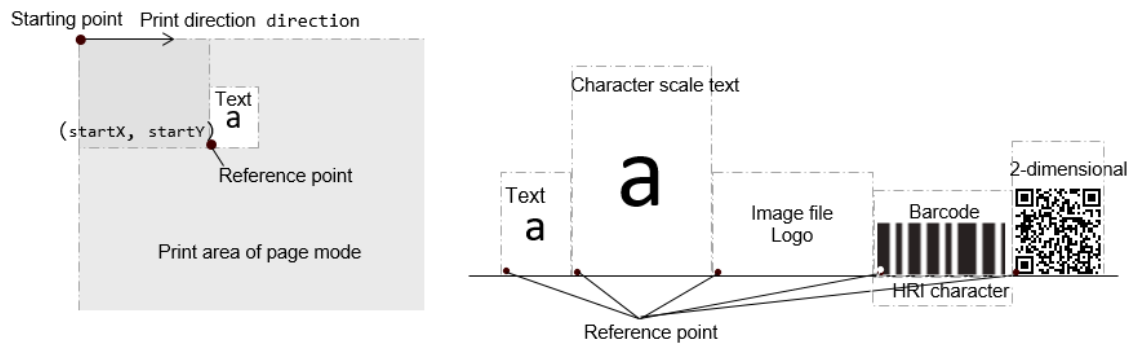 Starting point
Print direction direction
Text
a
(startX, startY)
Reference point
Print area of page mode
Character scale text
a
Text
a
Image file
Logo
Barcode
HRI character
2-dimensional
Reference point